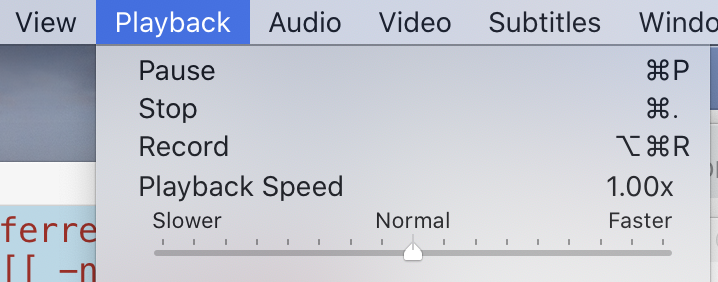 View Playback Audio Video Subtitles Windo
Pause ⌘P
Stop ⌘.
Record ⌥⌘R
Playback Speed 1.00x
Slower Normal Faster
ferre
[[ -n